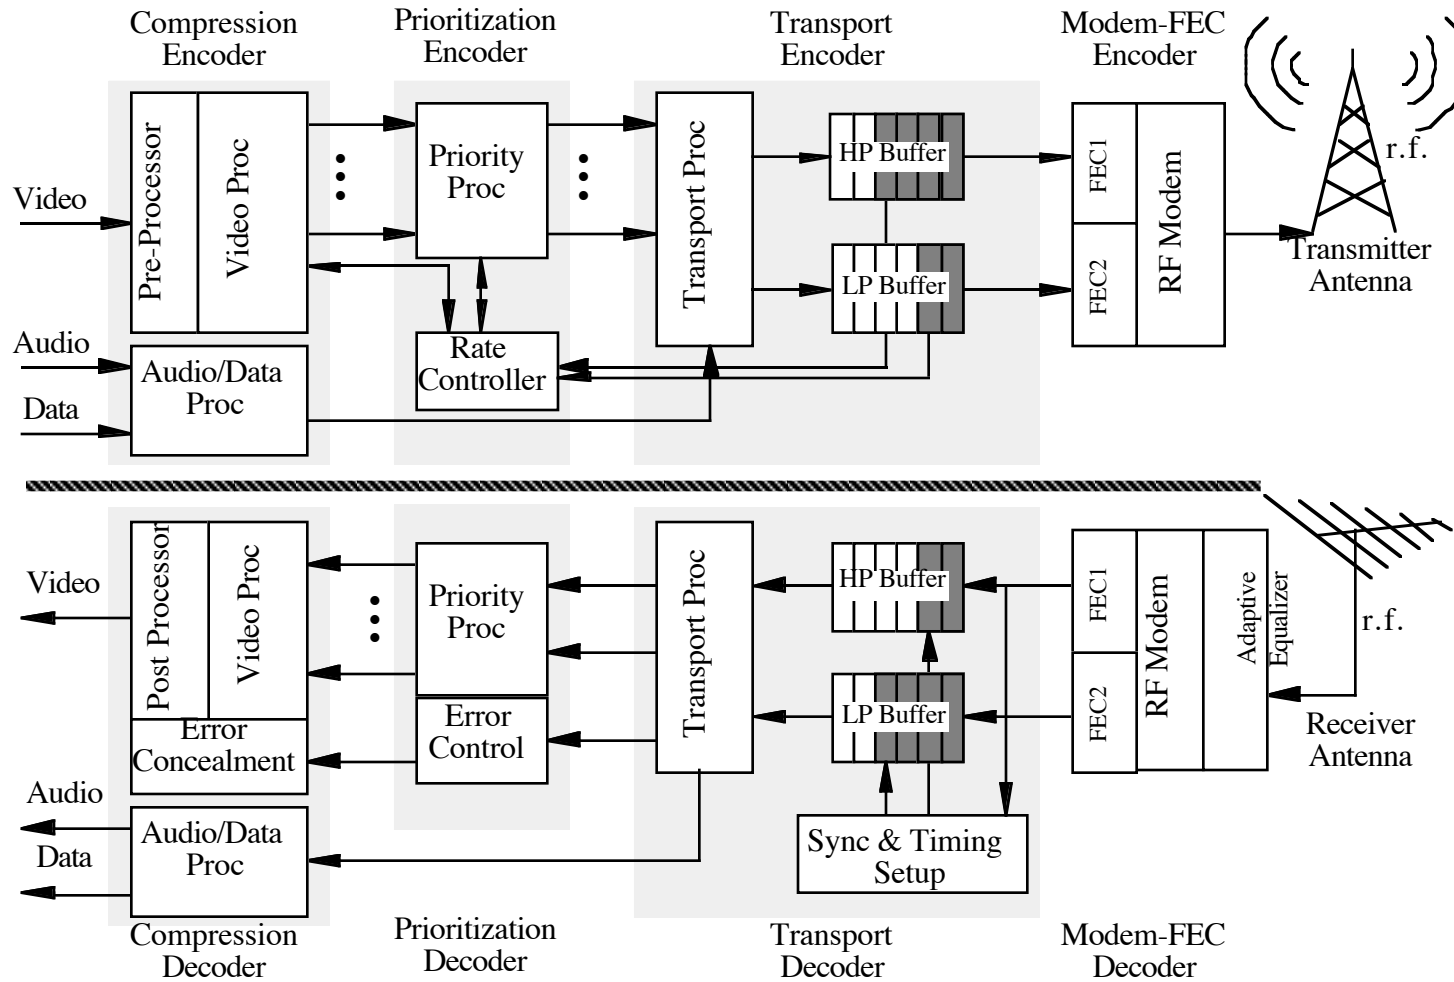 Compression
Encoder
Prioritization
Encoder
Transport
Encoder
Modem-FEC
Encoder
Video
Pre-Processor
Video Proc
Priority
Proc
Transport Proc
HP Buffer
LP Buffer
FEC1
FEC2
RF Modem
r.f.
Transmitter
Antenna
Audio
Data
Audio/Data
Proc
Rate
Controller
Video
Post Processor
Video Proc
Error
Concealment
Priority
Proc
Error
Control
Transport Proc
HP Buffer
LP Buffer
FEC1
FEC2
RF Modem
Adaptive
Equalizer
r.f.
Receiver
Antenna
Audio
Data
Audio/Data
Proc
Sync & Timing
Setup
Compression
Decoder
Prioritization
Decoder
Transport
Decoder
Modem-FEC
Decoder